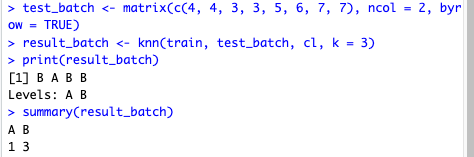 > test_batch <- matrix(c(4, 4, 3, 3, 5, 6, 7, 7), ncol = 2, byr
ow = TRUE)
> result_batch <- knn(train, test_batch, cl, k = 3)
> print(result_batch)
[1] B A B B
Levels: A B
> summary(result_batch)
A B
1 3